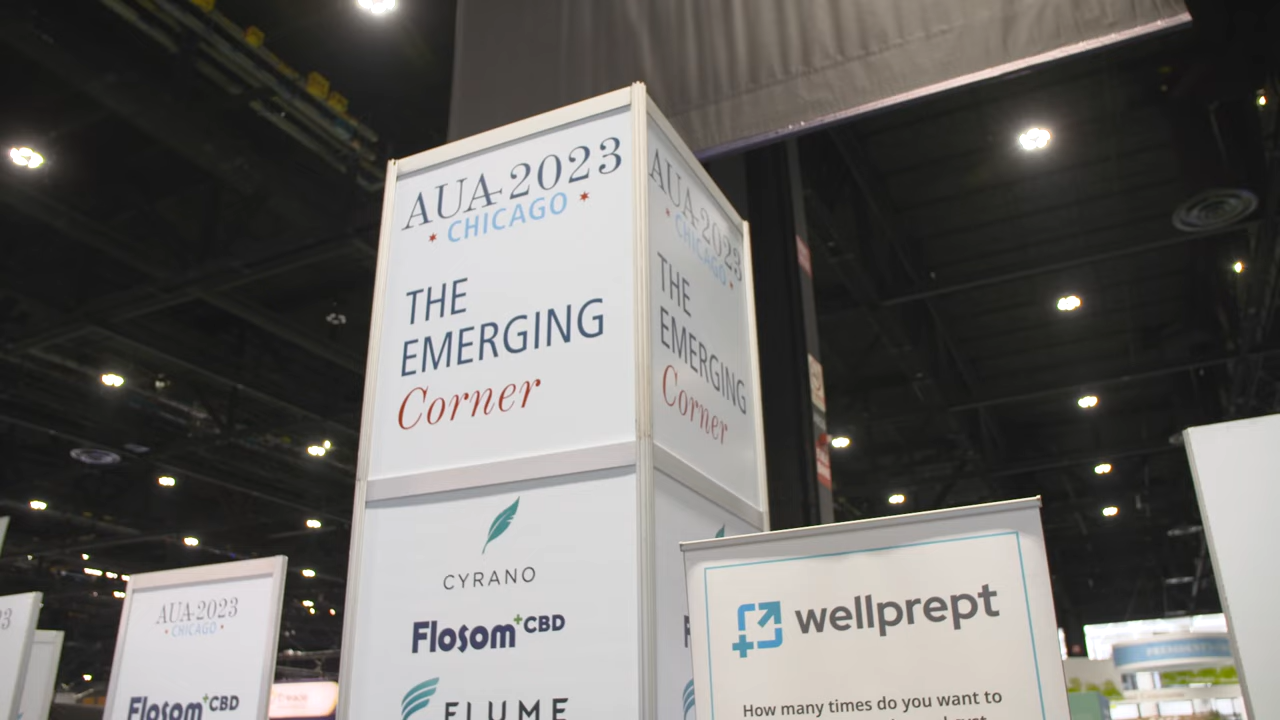 AUA 2023
CHICAGO
THE
EMERGING
Corner
CYRANO
Flosom+CBD
FLUME
AUA 2023
CHICAGO
THE
EMERGING
Corner
F
wellprept
How many times do you want to
AUA 2023
CHICAGO
Flosom+CBD
3